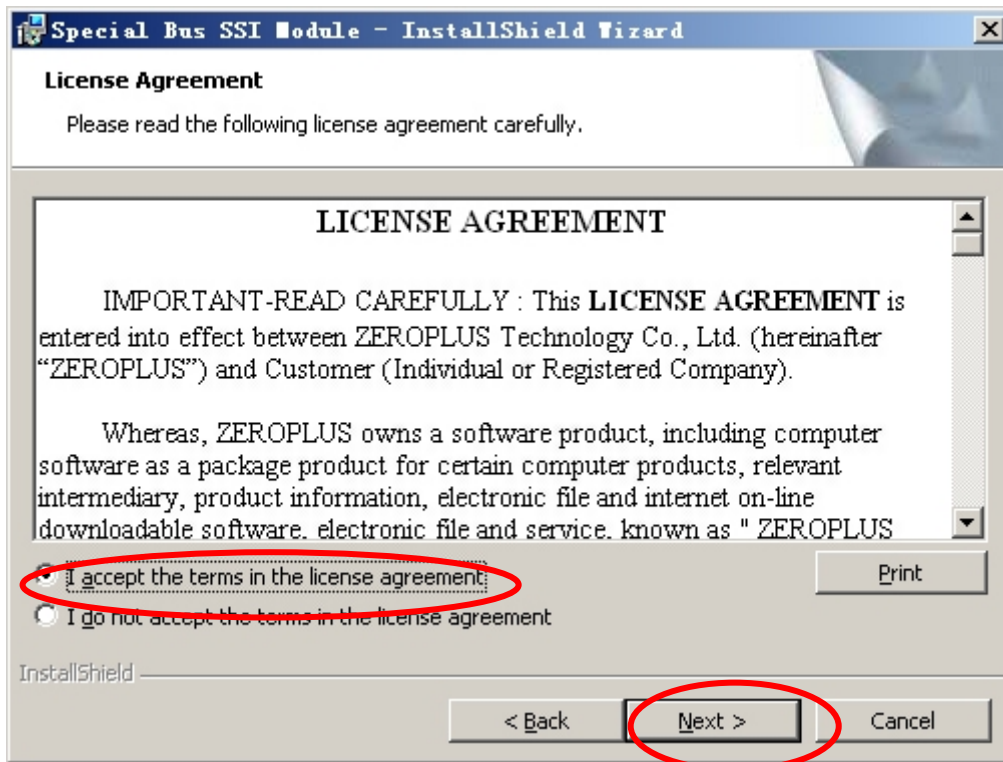 Special Bus SSI Module - InstallShield Wizard
License Agreement
Please read the following license agreement carefully.
LICENSE AGREEMENT
IMPORTANT-READ CAREFULLY : This LICENSE AGREEMENT is
entered into effect between ZEROPLUS Technology Co., Ltd. (hereinafter
“ZEROPLUS”) and Customer (Individual or Registered Company).
Whereas, ZEROPLUS owns a software product, including computer
software as a package product for certain computer products, relevant
intermediary, product information, electronic file and internet on-line
downloadable software, electronic file and service, known as " ZEROPLUS
I accept the terms in the license agreement
Print
I do not accept the terms in the license agreement
InstallShield
< Back
Next >
Cancel